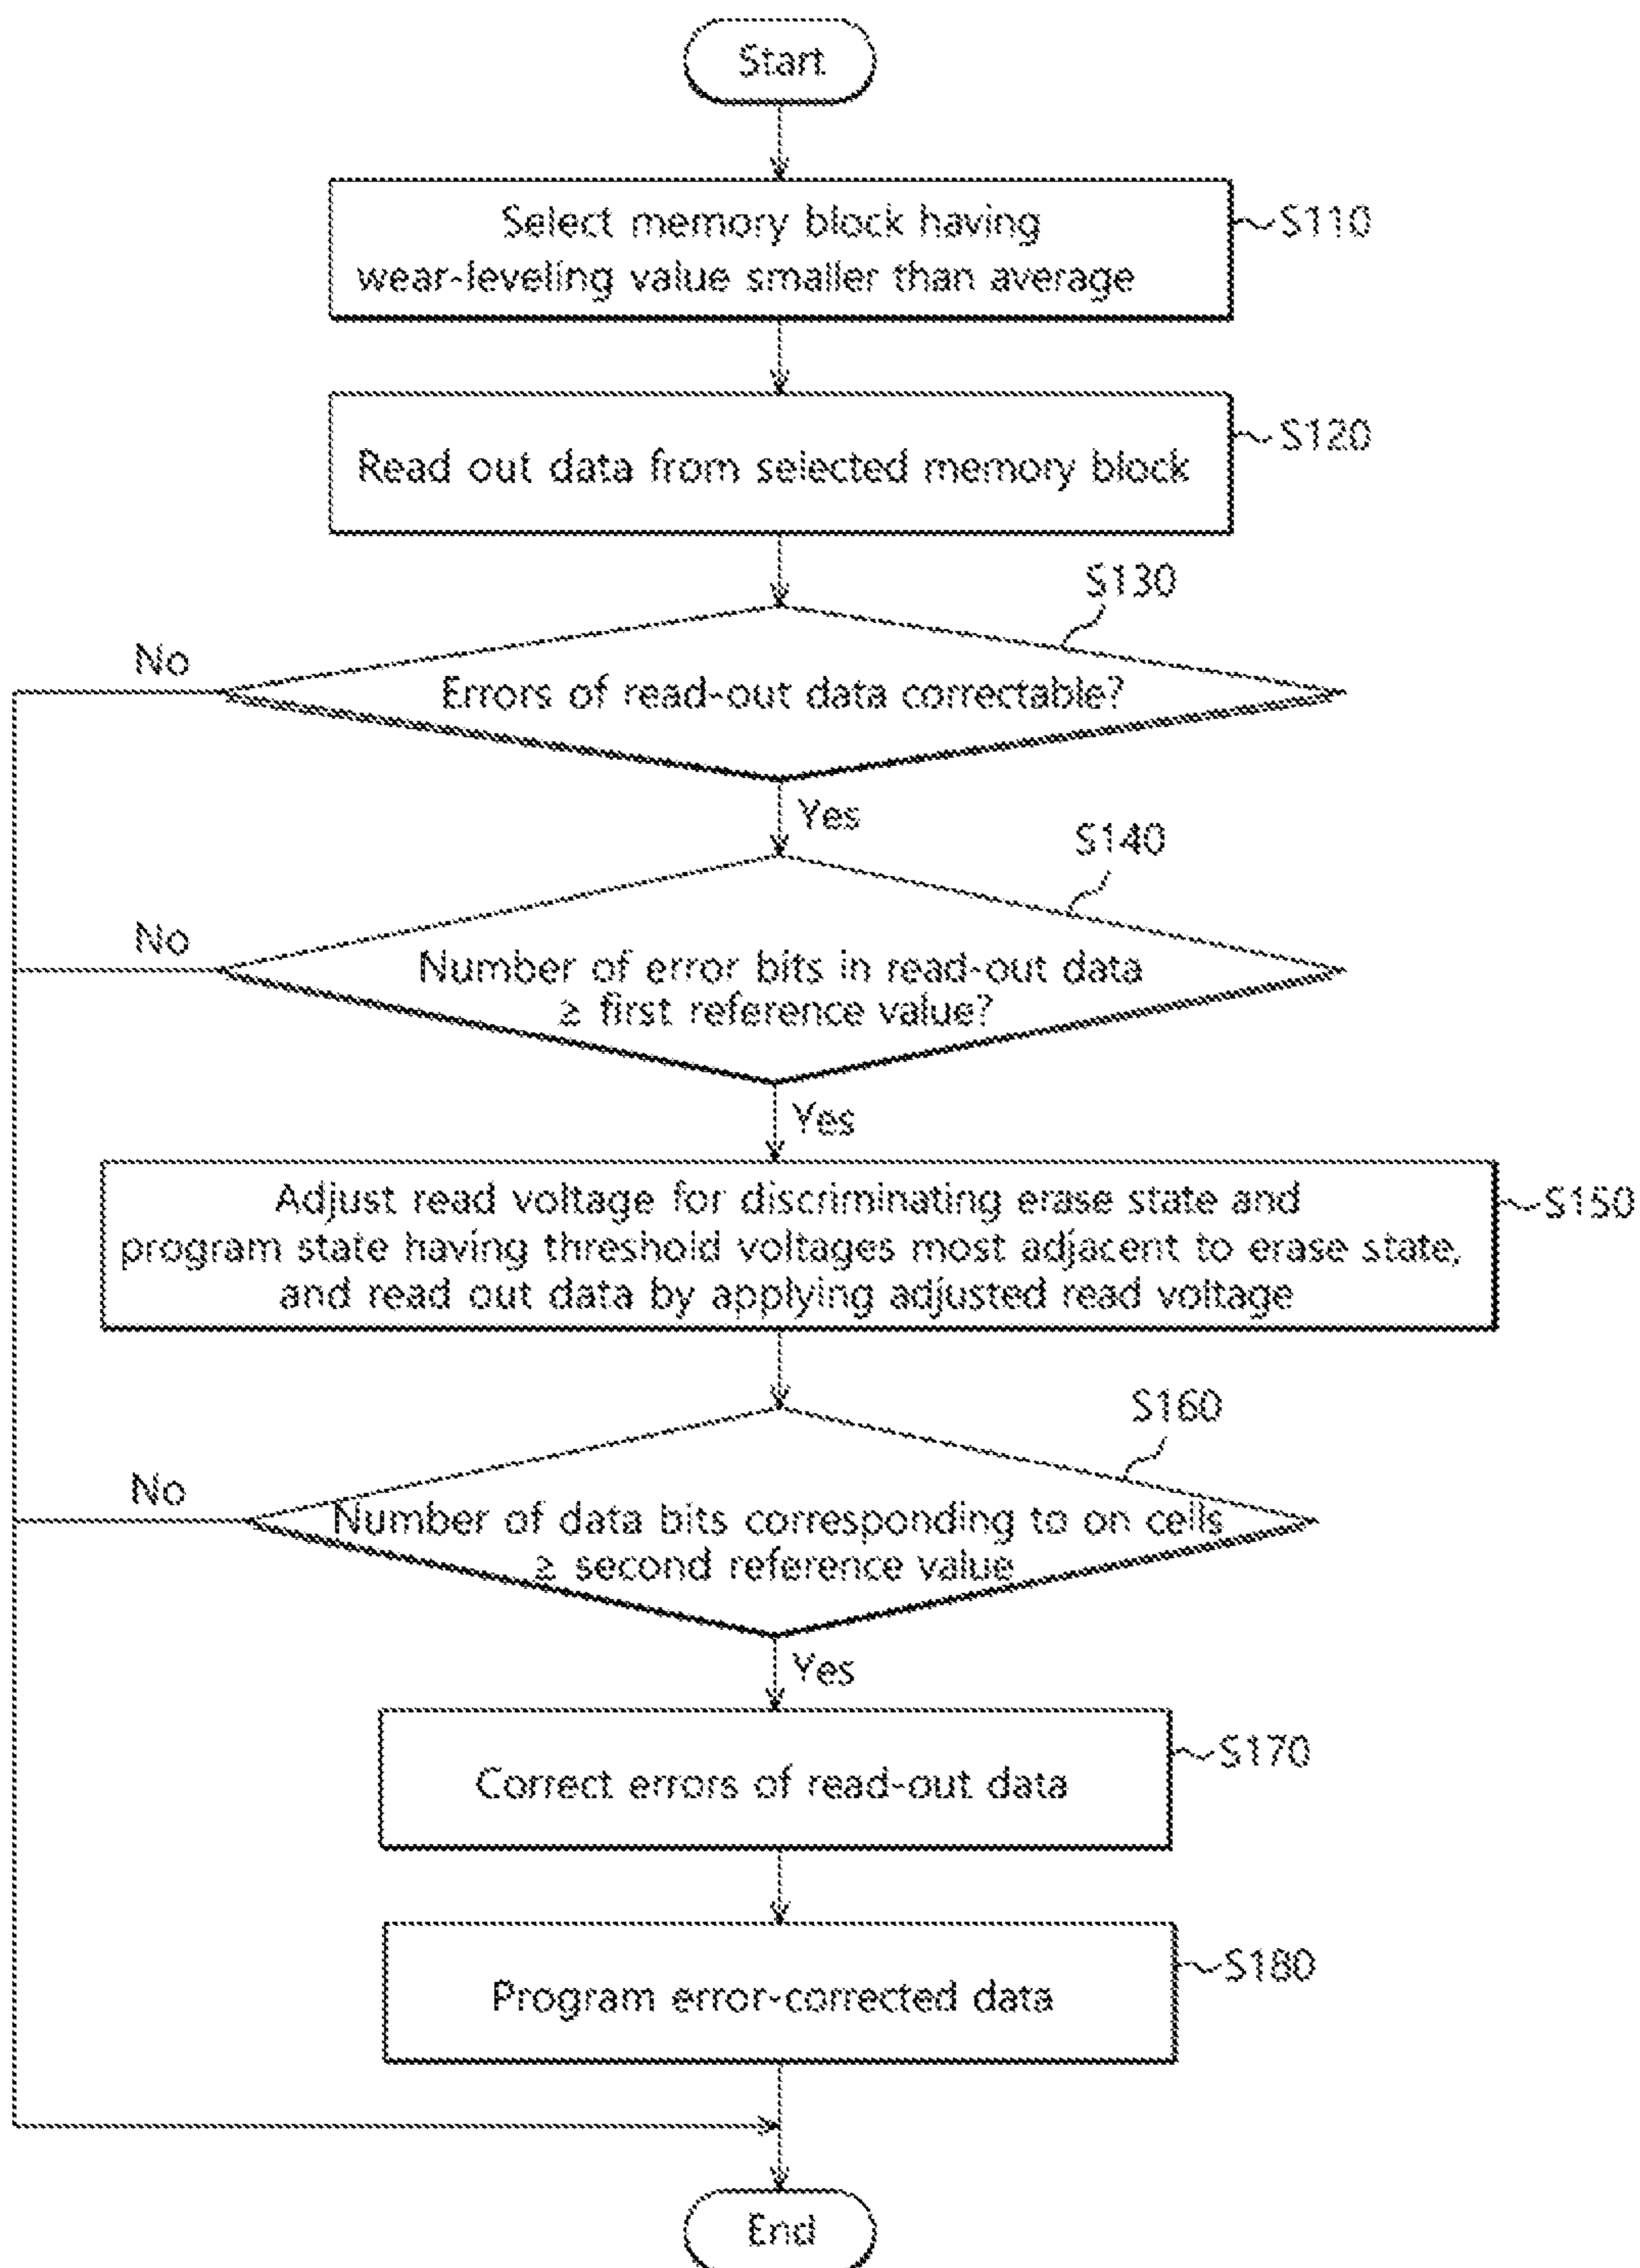 Start
Select memory block having
wear-leveling value smaller than average
S110
Read out data from selected memory block
S120
S130
No
Errors of read-out data correctable?
Yes
S140
No
Number of error bits in read-out data
≥ first reference value?
Yes
Adjust read voltage for discriminating erase state and
program state having threshold voltages most adjacent to erase state,
and read out data by applying adjusted read voltage
S150
S160
No
Number of data bits corresponding to on cells
≥ second reference value
Yes
Correct errors of read-out data
S170
Program error-corrected data
S180
End